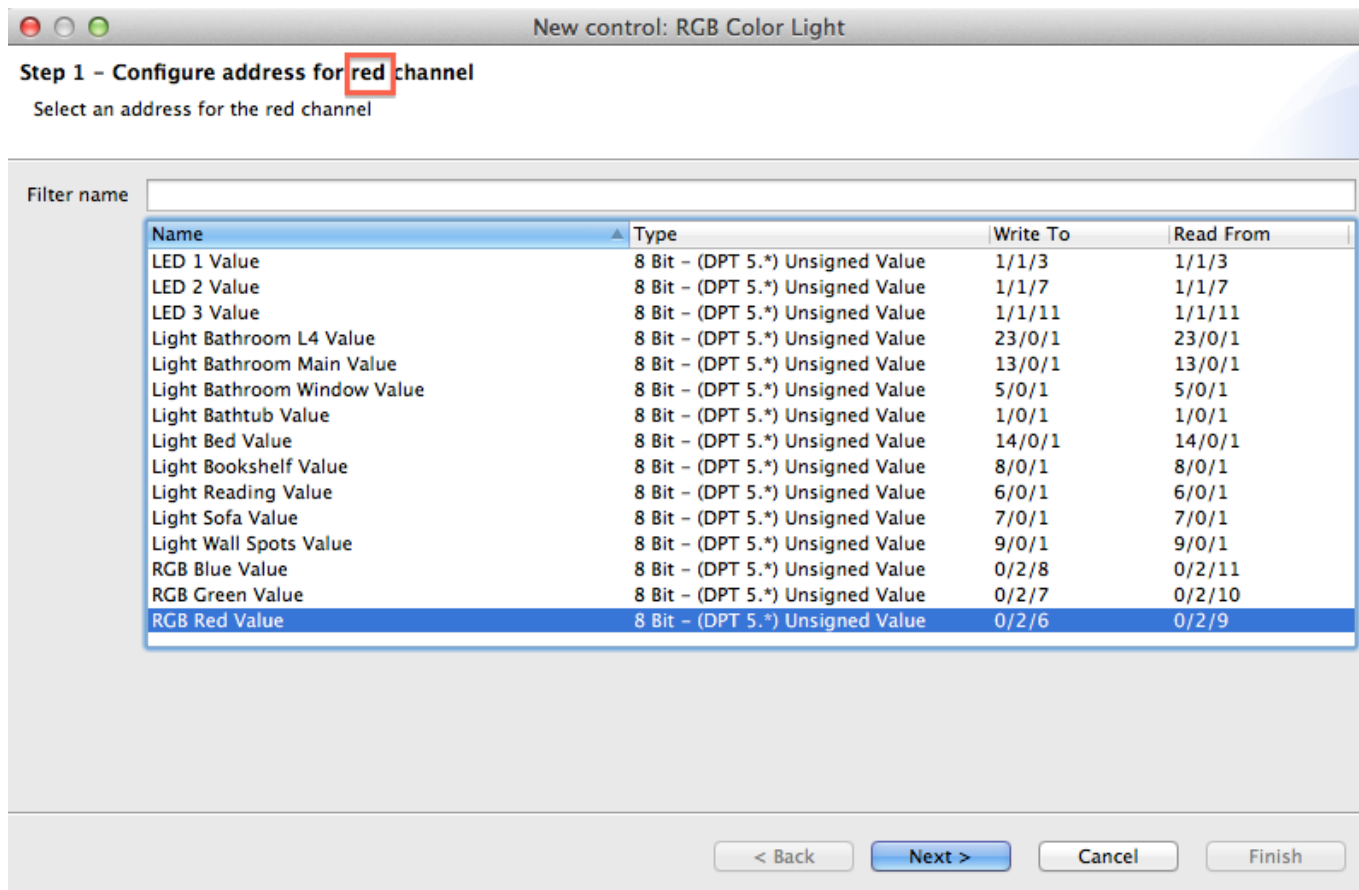 New control: RGB Color Light
Step 1 – Configure address for red channel
Select an address for the red channel
Filter name
Name Type Write To Read From
LED 1 Value 8 Bit – (DPT 5.*) Unsigned Value 1/1/3 1/1/3
LED 2 Value 8 Bit – (DPT 5.*) Unsigned Value 1/1/7 1/1/7
LED 3 Value 8 Bit – (DPT 5.*) Unsigned Value 1/1/11 1/1/11
Light Bathroom L4 Value 8 Bit – (DPT 5.*) Unsigned Value 23/0/1 23/0/1
Light Bathroom Main Value 8 Bit – (DPT 5.*) Unsigned Value 13/0/1 13/0/1
Light Bathroom Window Value 8 Bit – (DPT 5.*) Unsigned Value 5/0/1 5/0/1
Light Bathtub Value 8 Bit – (DPT 5.*) Unsigned Value 1/0/1 1/0/1
Light Bed Value 8 Bit – (DPT 5.*) Unsigned Value 14/0/1 14/0/1
Light Bookshelf Value 8 Bit – (DPT 5.*) Unsigned Value 8/0/1 8/0/1
Light Reading Value 8 Bit – (DPT 5.*) Unsigned Value 6/0/1 6/0/1
Light Sofa Value 8 Bit – (DPT 5.*) Unsigned Value 7/0/1 7/0/1
Light Wall Spots Value 8 Bit – (DPT 5.*) Unsigned Value 9/0/1 9/0/1
RGB Blue Value 8 Bit – (DPT 5.*) Unsigned Value 0/2/8 0/2/11
RGB Green Value 8 Bit – (DPT 5.*) Unsigned Value 0/2/7 0/2/10
RGB Red Value 8 Bit – (DPT 5.*) Unsigned Value 0/2/6 0/2/9
< Back Next > Cancel Finish